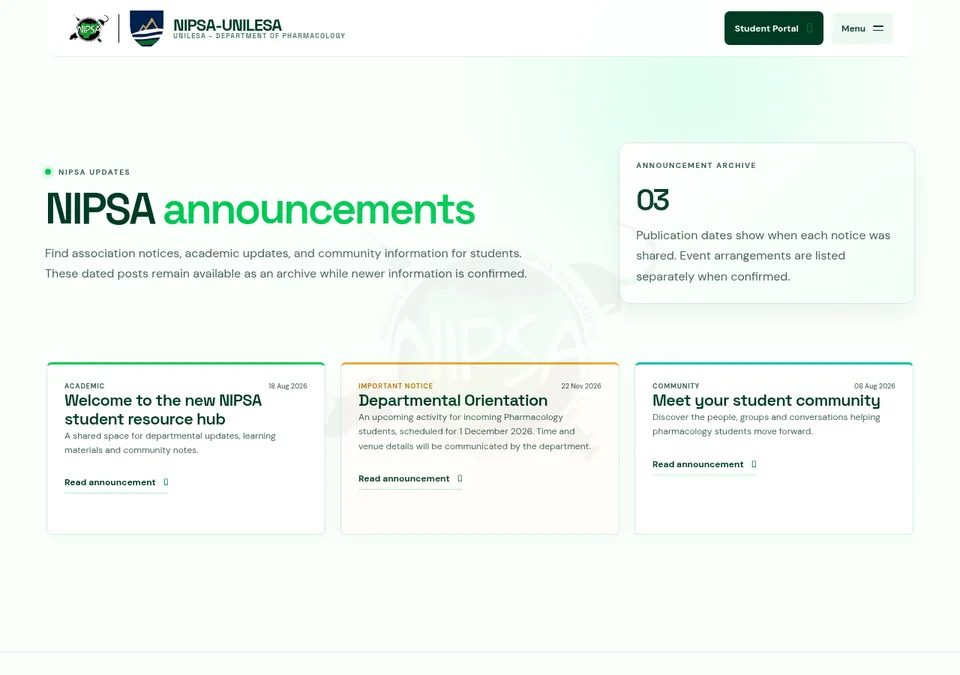 NIPSA
NIPSA-UNILESA
UNILESA - DEPARTMENT OF PHARMACOLOGY
Student Portal
Menu
NIPSA UPDATES
NIPSA announcements
Find association notices, academic updates, and community information for students.
These dated posts remain available as an archive while newer information is confirmed.
ANNOUNCEMENT ARCHIVE
03
Publication dates show when each notice was
shared. Event arrangements are listed
separately when confirmed.
NIPSA
ACADEMIC
18 Aug 2026
Welcome to the new NIPSA
student resource hub
A shared space for departmental updates, learning
materials and community notes.
Read announcement
IMPORTANT NOTICE
22 Nov 2026
Departmental Orientation
An upcoming activity for incoming Pharmacology
students, scheduled for 1 December 2026. Time and
venue details will be communicated by the department.
Read announcement
COMMUNITY
08 Aug 2026
Meet your student community
Discover the people, groups and conversations helping
pharmacology students move forward.
Read announcement